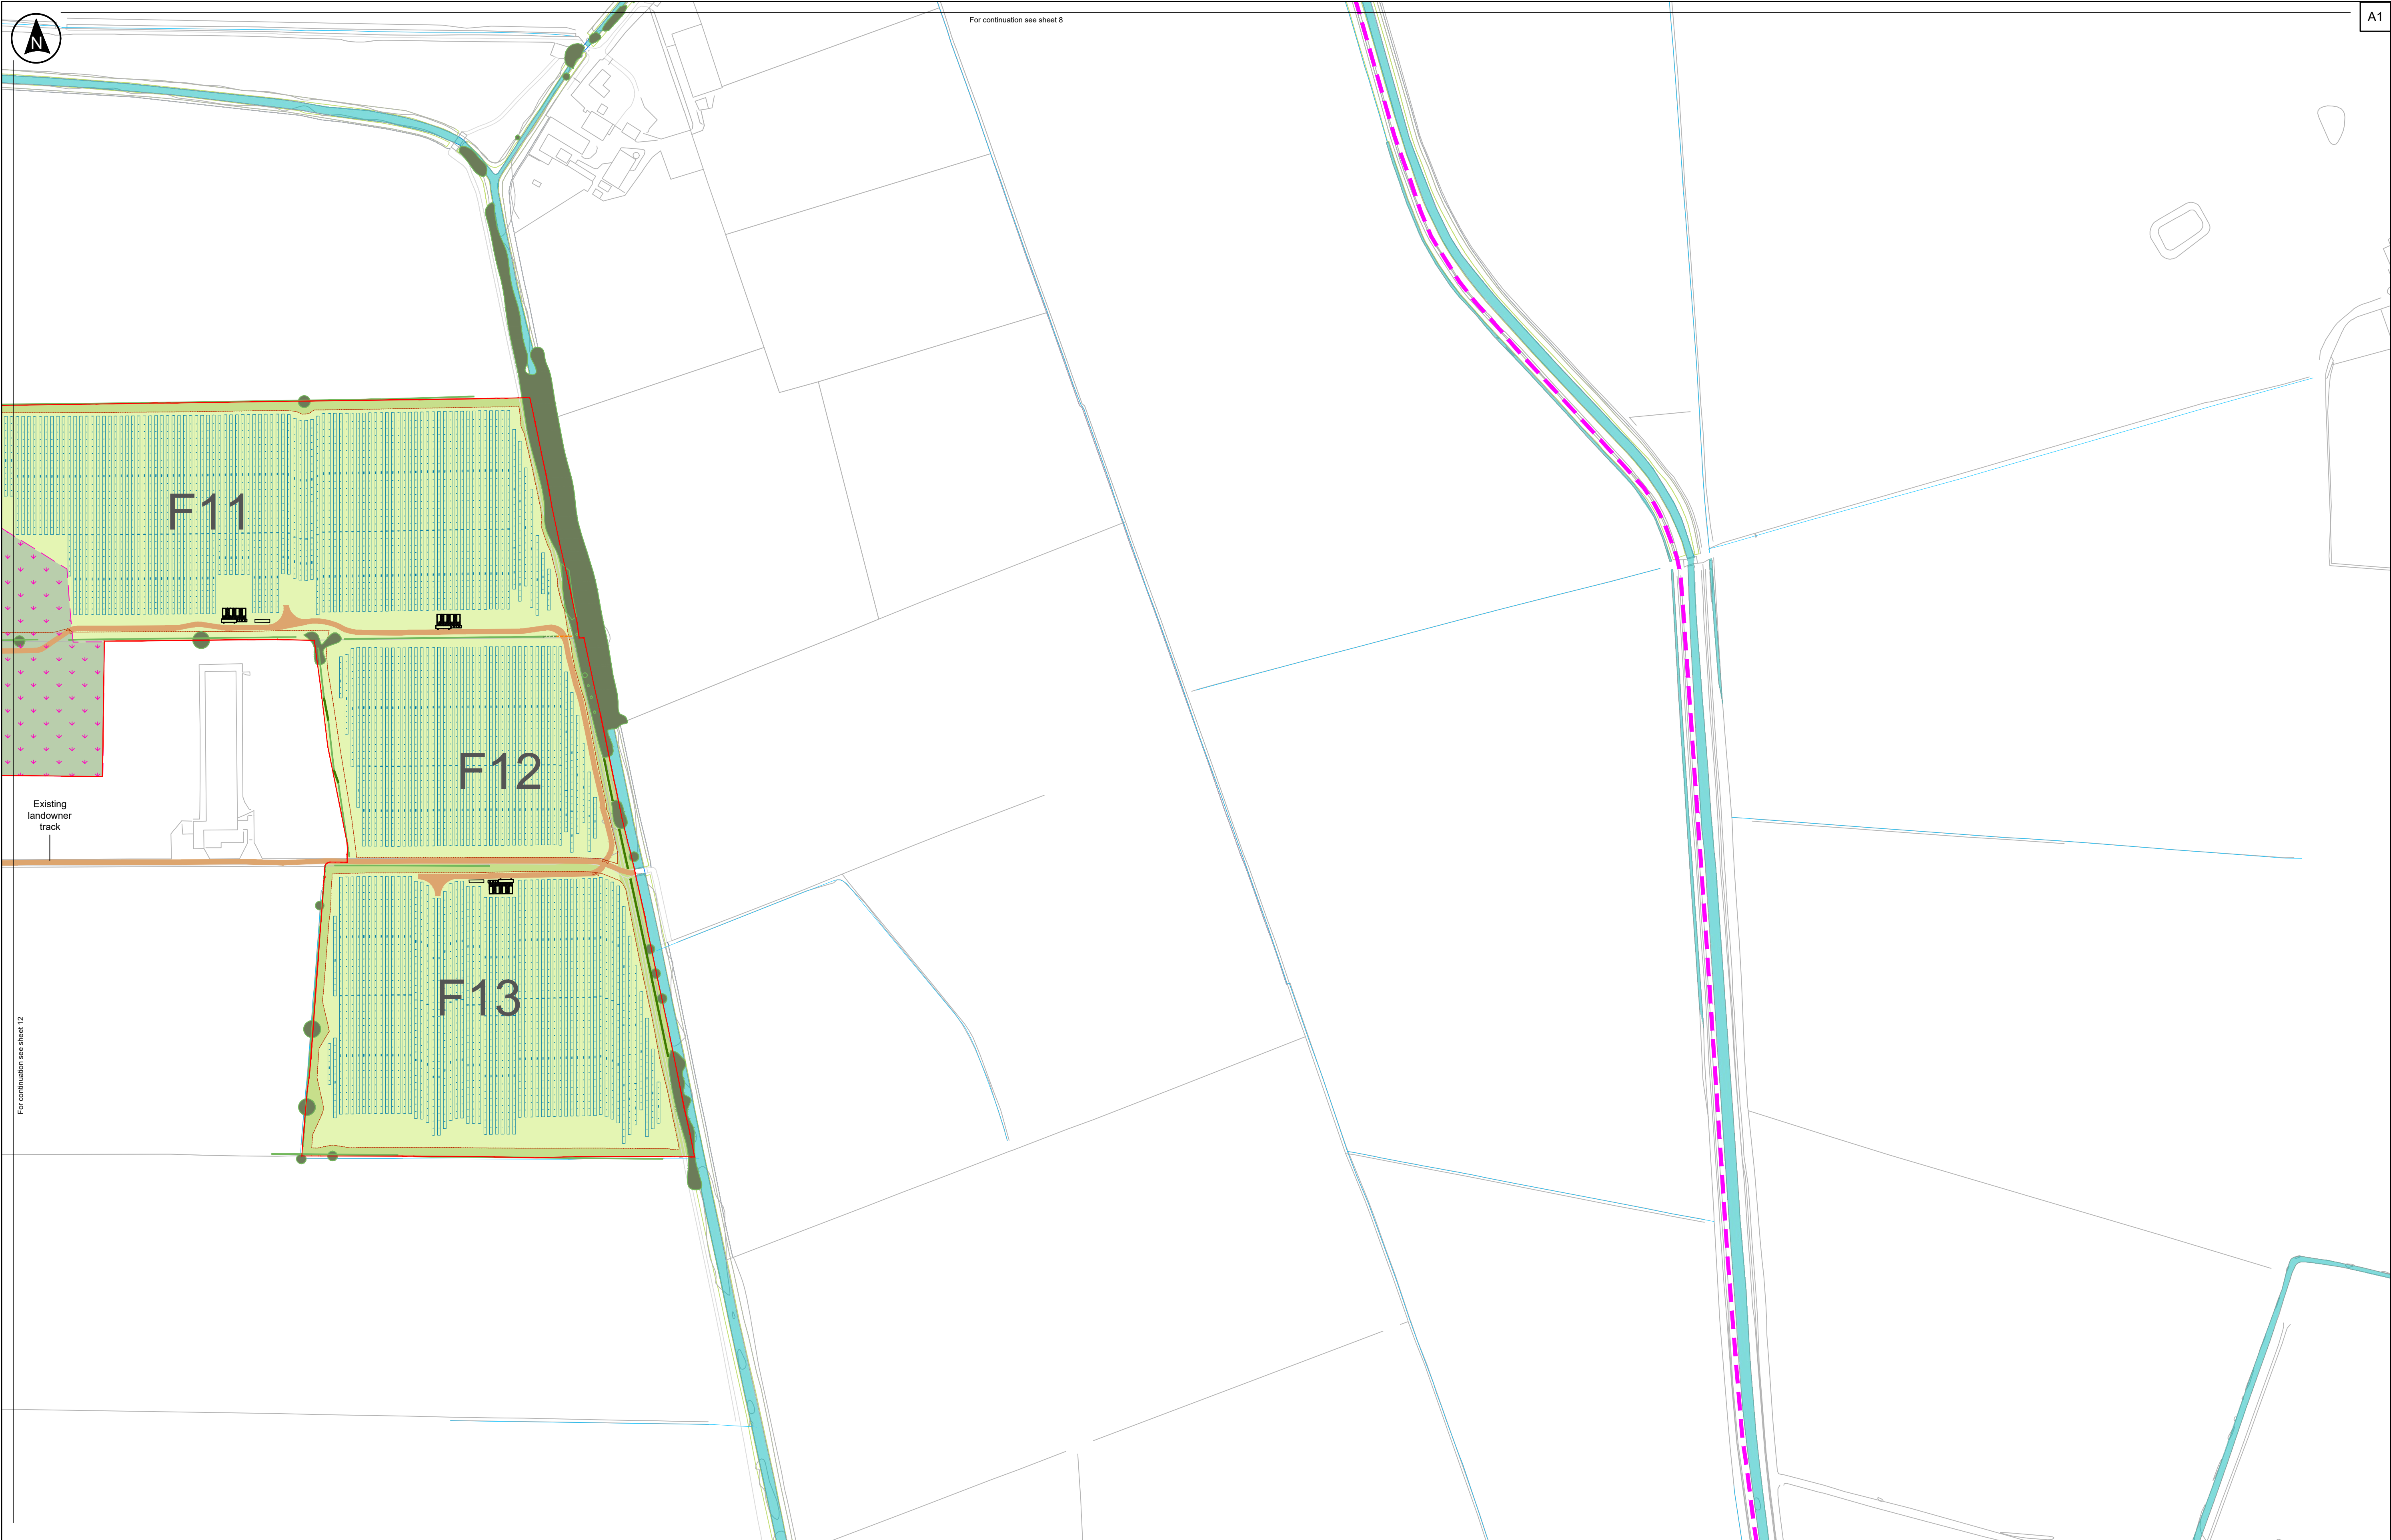 For continuation see sheet 8
A1
N
F11
F12
Existing
landowner
track
F13
For continuation see sheet 12